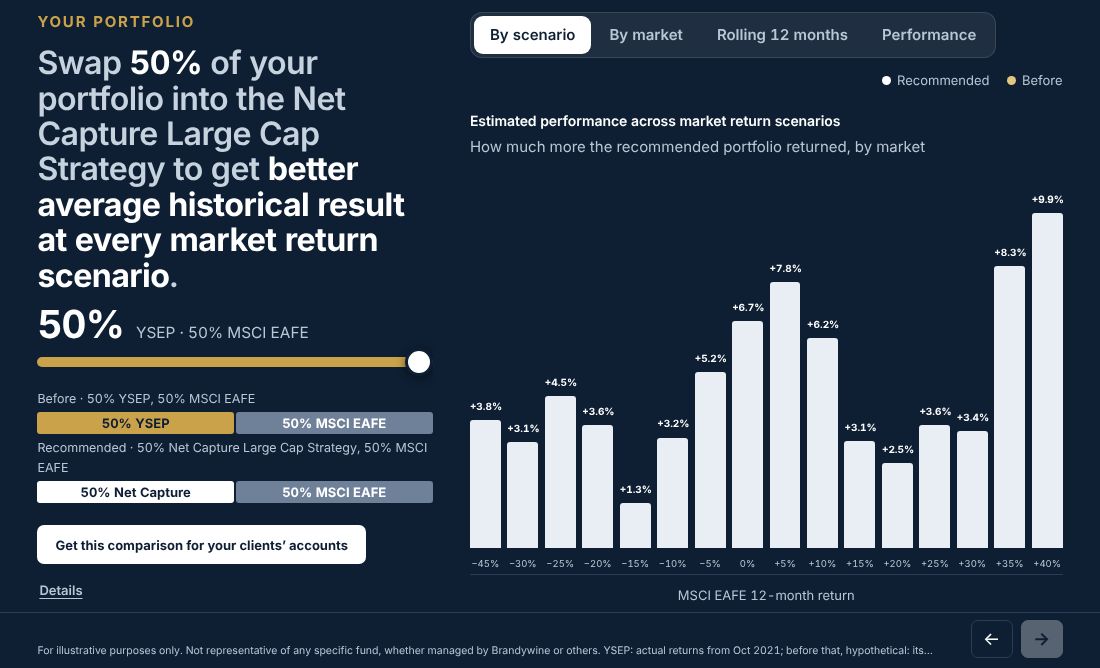 YOUR PORTFOLIO
Swap 50% of your
portfolio into the Net
Capture Large Cap
Strategy to get better
average historical result
at every market return
scenario.
50% YSEP · 50% MSCI EAFE
Before · 50% YSEP, 50% MSCI EAFE
50% YSEP 50% MSCI EAFE
Recommended · 50% Net Capture Large Cap Strategy, 50% MSCI
EAFE
50% Net Capture 50% MSCI EAFE
Get this comparison for your clients’ accounts
Details
By scenario By market Rolling 12 months Performance
Recommended Before
Estimated performance across market return scenarios
How much more the recommended portfolio returned, by market
+3.8% +3.1% +4.5% +3.6% +1.3% +3.2% +5.2% +6.7% +7.8% +6.2% +3.1% +2.5% +3.6% +3.4% +8.3% +9.9%
−45% −30% −25% −20% −15% −10% −5% 0% +5% +10% +15% +20% +25% +30% +35% +40%
MSCI EAFE 12-month return
For illustrative purposes only. Not representative of any specific fund, whether managed by Brandywine or others. YSEP: actual returns from Oct 2021; before that, hypothetical: its…